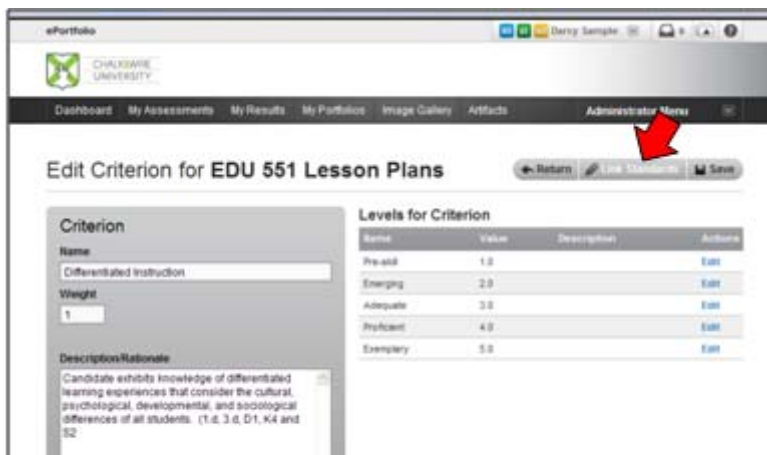 ePortfolio
Darcy Sample
CHALKWARE
UNIVERSITY
Dashboard My Assessments My Results My Portfolios Image Gallery Artifacts Administrator Menu
Edit Criterion for EDU 551 Lesson Plans
Return Link Standards Save
Criterion
Name
Differentiated Instruction
Weight
1
Description/Rationale
Candidate exhibits knowledge of differentiated
learning experiences that consider the cultural,
psychological, developmental, and sociological
differences of all students. (1.d, 3.d, D1, K4 and
S2
Levels for Criterion
Name Value Description Actions
Pre-skill 1.0 Edit
Emerging 2.0 Edit
Adequate 3.0 Edit
Proficient 4.0 Edit
Exemplery 5.0 Edit